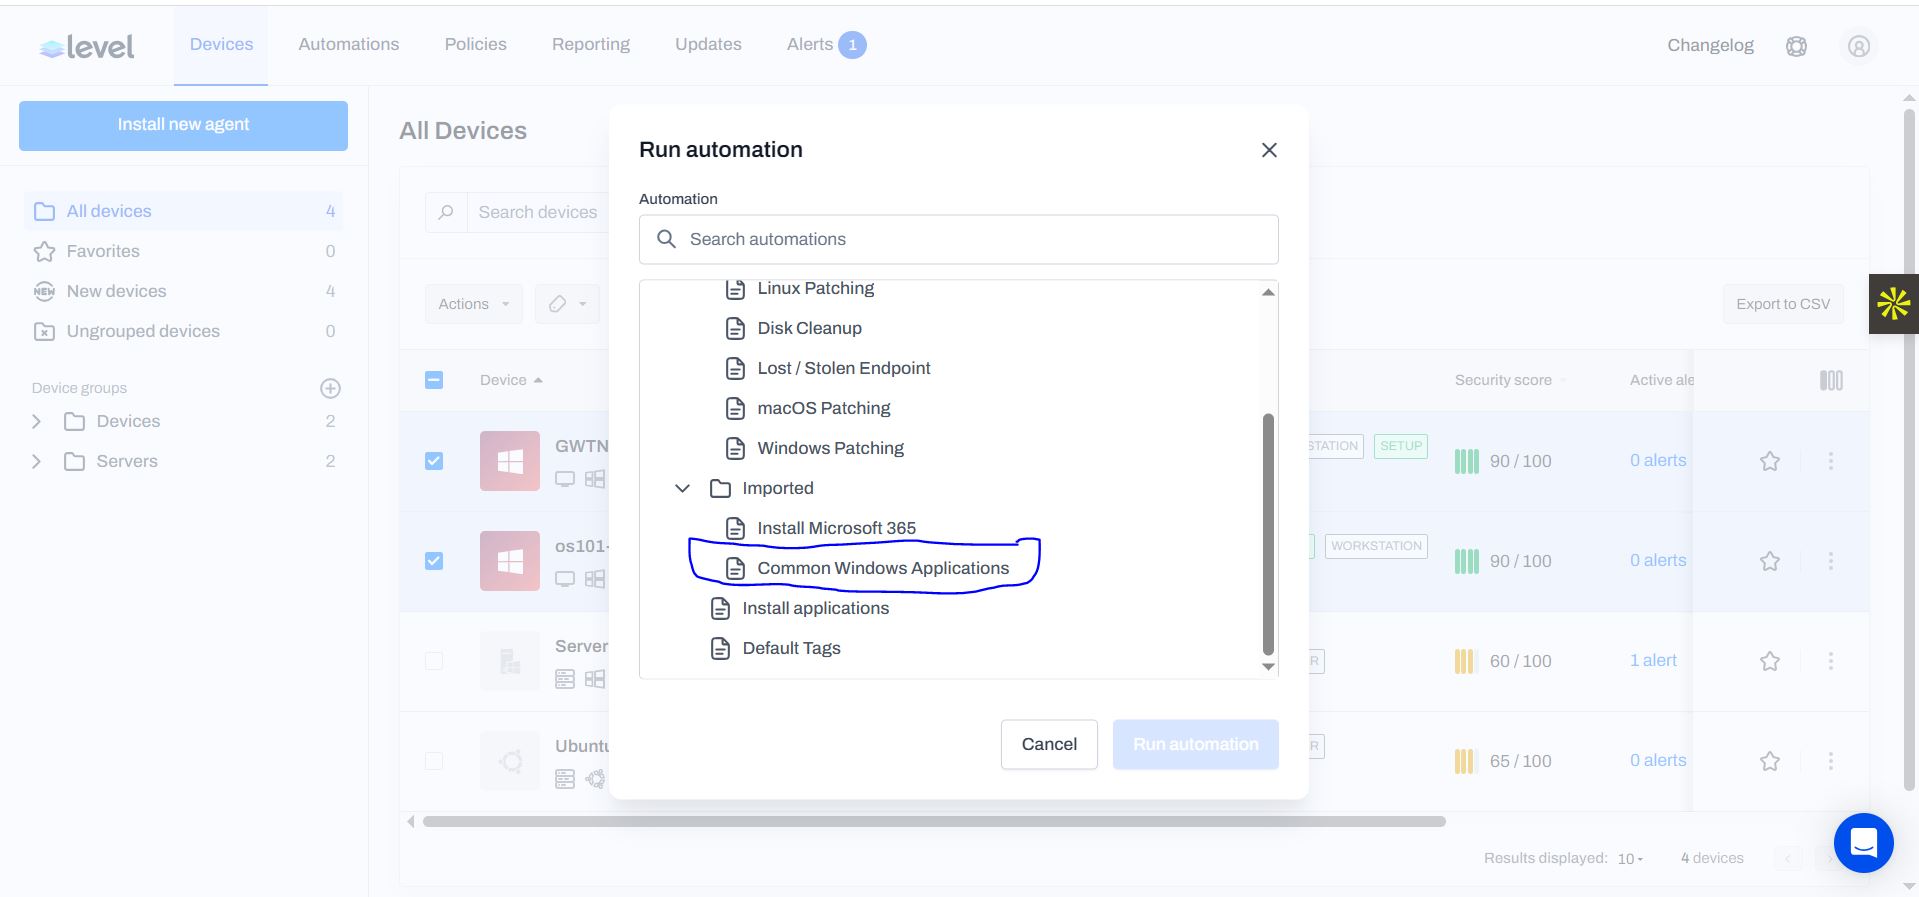 level
Devices
Automations
Policies
Reporting
Updates
Alerts 1
Changelog
Install new agent
All devices 4
Favorites 0
NEW New devices 4
Ungrouped devices 0
Device groups
Devices 2
Servers 2
All Devices
Search devices
Actions
Export to CSV
Device
Security score
Active ale
GWTN
STATION
SETUP
90 / 100
0 alerts
os101-
WORKSTATION
90 / 100
0 alerts
Server
R
60 / 100
1 alert
Ubuntu
R
65 / 100
0 alerts
Results displayed: 10
4 devices
Run automation
Automation
Search automations
Linux Patching
Disk Cleanup
Lost / Stolen Endpoint
macOS Patching
Windows Patching
Imported
Install Microsoft 365
Common Windows Applications
Install applications
Default Tags
Cancel
Run automation